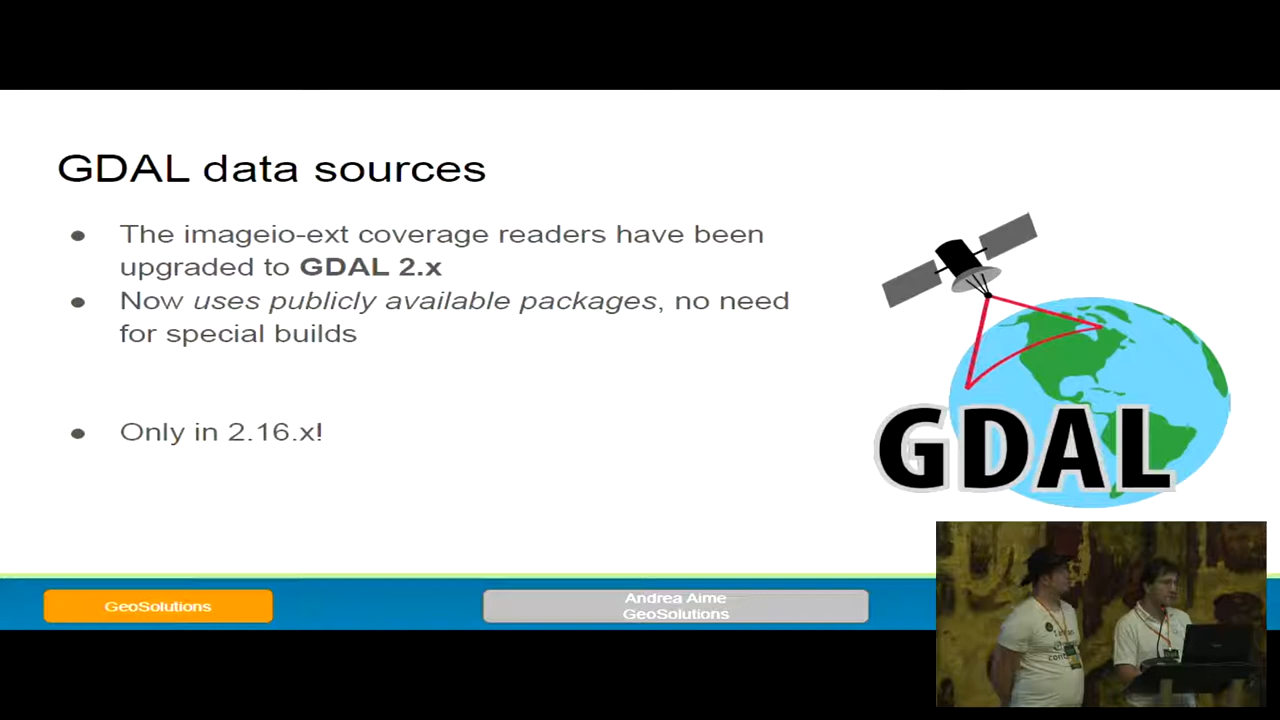 GDAL data sources
● The imageio-ext coverage readers have been
upgraded to GDAL 2.x
● Now uses publicly available packages, no need
for special builds
● Only in 2.16.x!
GDAL
GeoSolutions
Andrea Aime
GeoSolutions